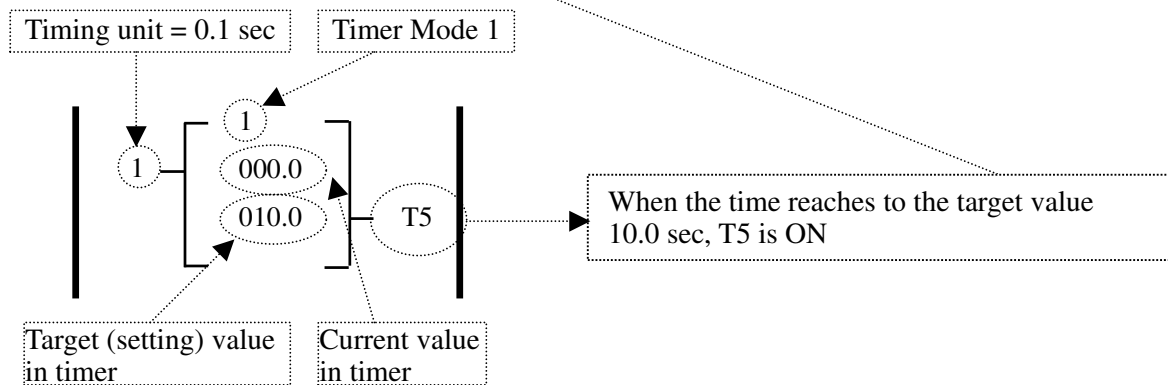 Timing unit = 0.1 sec
Timer Mode 1
1
1
000.0
010.0
T5
When the time reaches to the target value
10.0 sec, T5 is ON
Target (setting) value
in timer
Current value
in timer